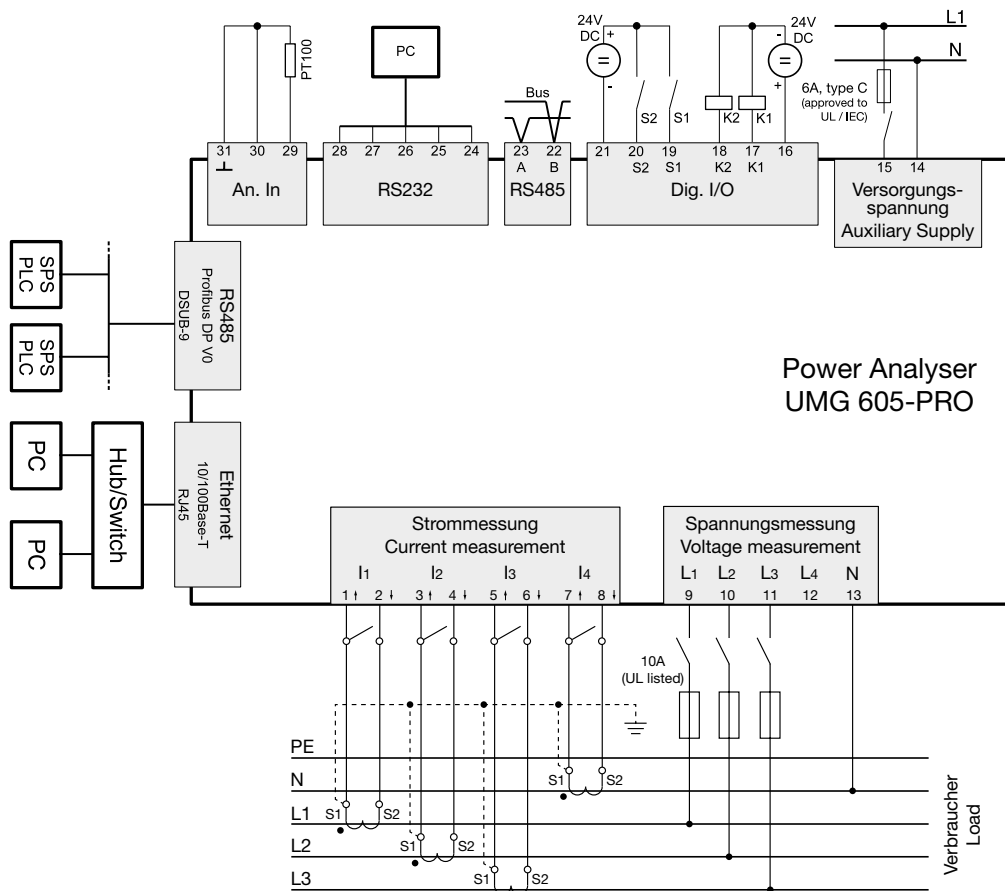 24V
DC
+
-
24V
DC
-
+
L1
N
PT100
PC
Bus
S2
S1
K2
K1
6A, type C
(approved to
UL / IEC)
31 30 29
An. In
28 27 26 25 24
RS232
23 22
A B
RS485
21 20 19 18 17 16
S2 S1 K2 K1
Dig. I/O
15 14
Versorgungs-
spannung
Auxiliary Supply
SPS
PLC
SPS
PLC
RS485
Profibus DP V0
DSUB-9
Power Analyser
UMG 605-PRO
PC
PC
Hub/Switch
Ethernet
10/100Base-T
RJ45
Strommessung
Current measurement
I1 I2 I3 I4
1 2 3 4 5 6 7 8
Spannungsmessung
Voltage measurement
L1 L2 L3 L4 N
9 10 11 12 13
10A
(UL listed)
PE
N
S1 S2
L1
S1 S2
L2
S1 S2
L3
S1 S2
Verbraucher
Load